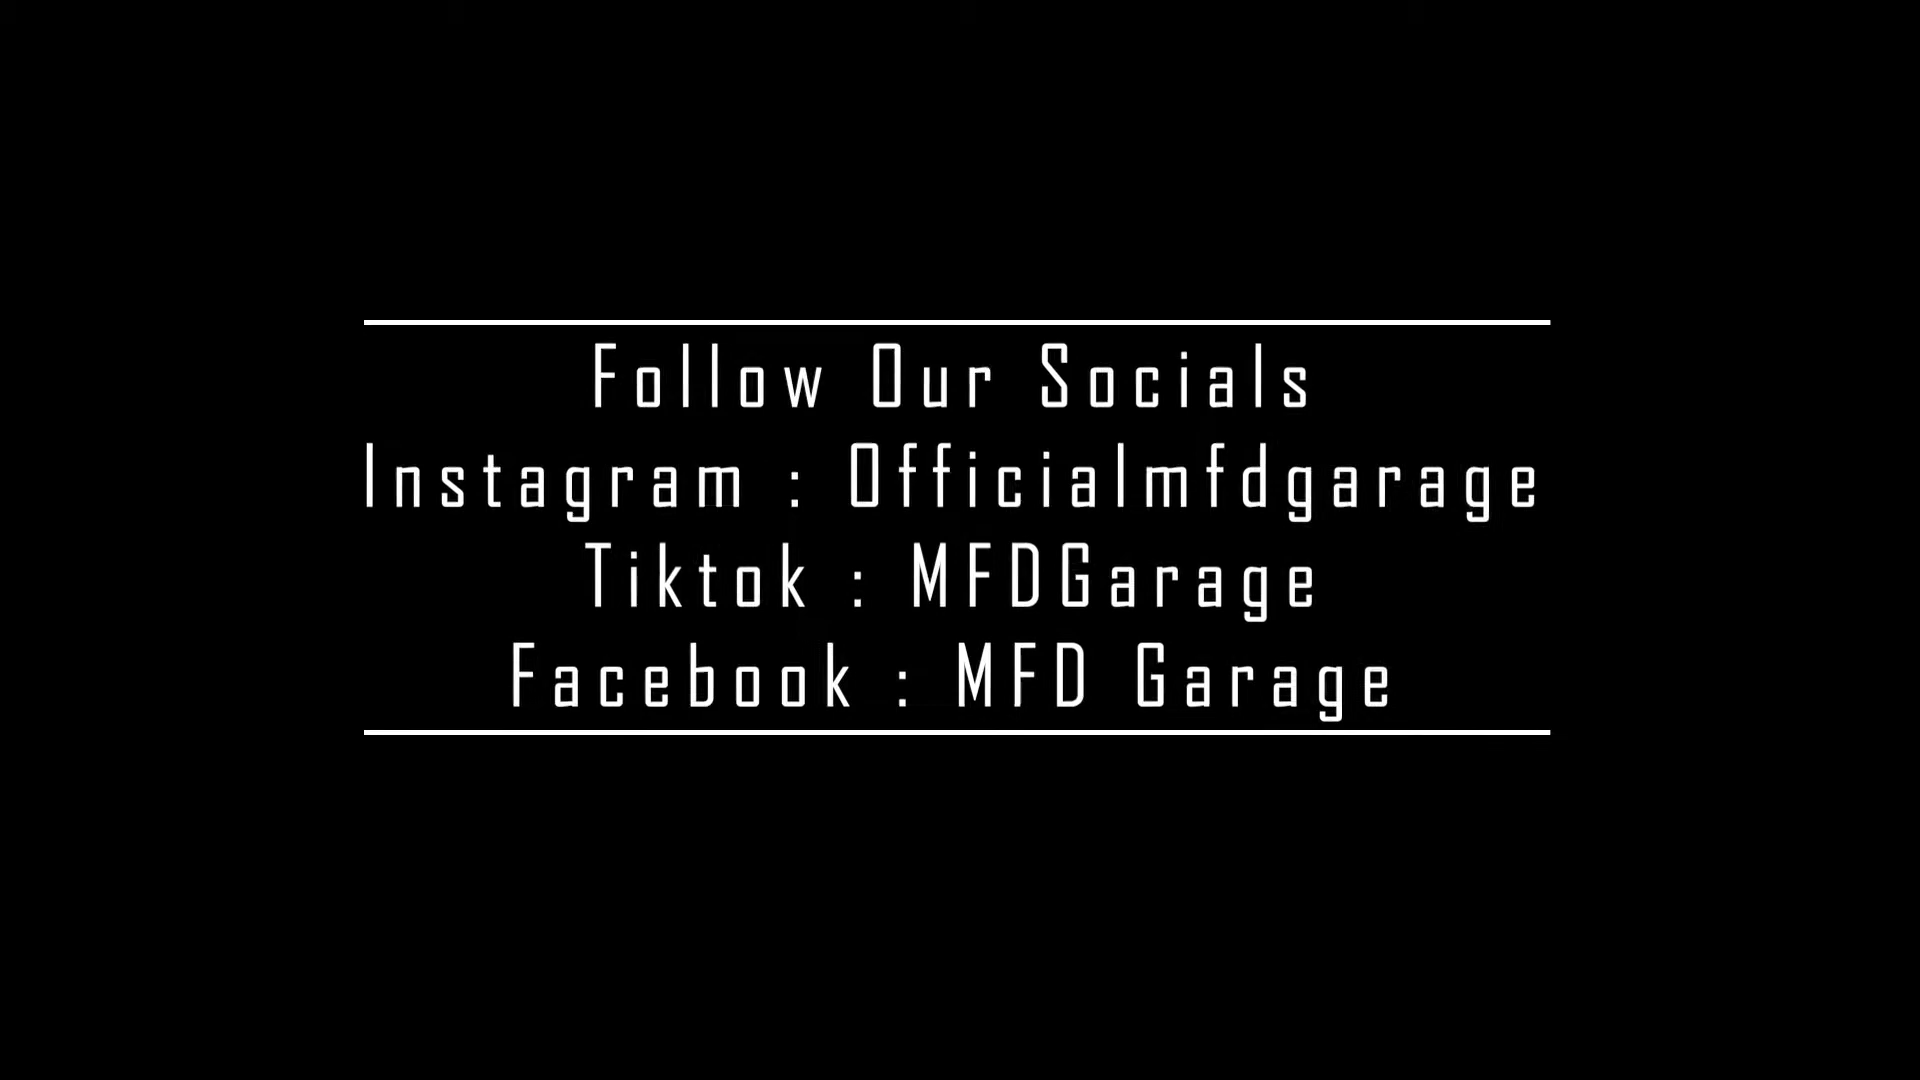 Follow Our Socials
Instagram : Officialmfdgarage
Tiktok : MFDGarage
Facebook : MFD Garage